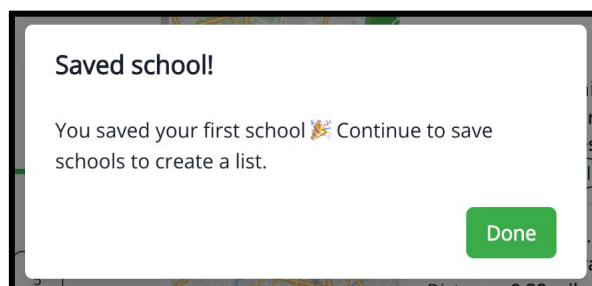 Saved school!
You saved your first school 🎉 Continue to save
schools to create a list.
Done